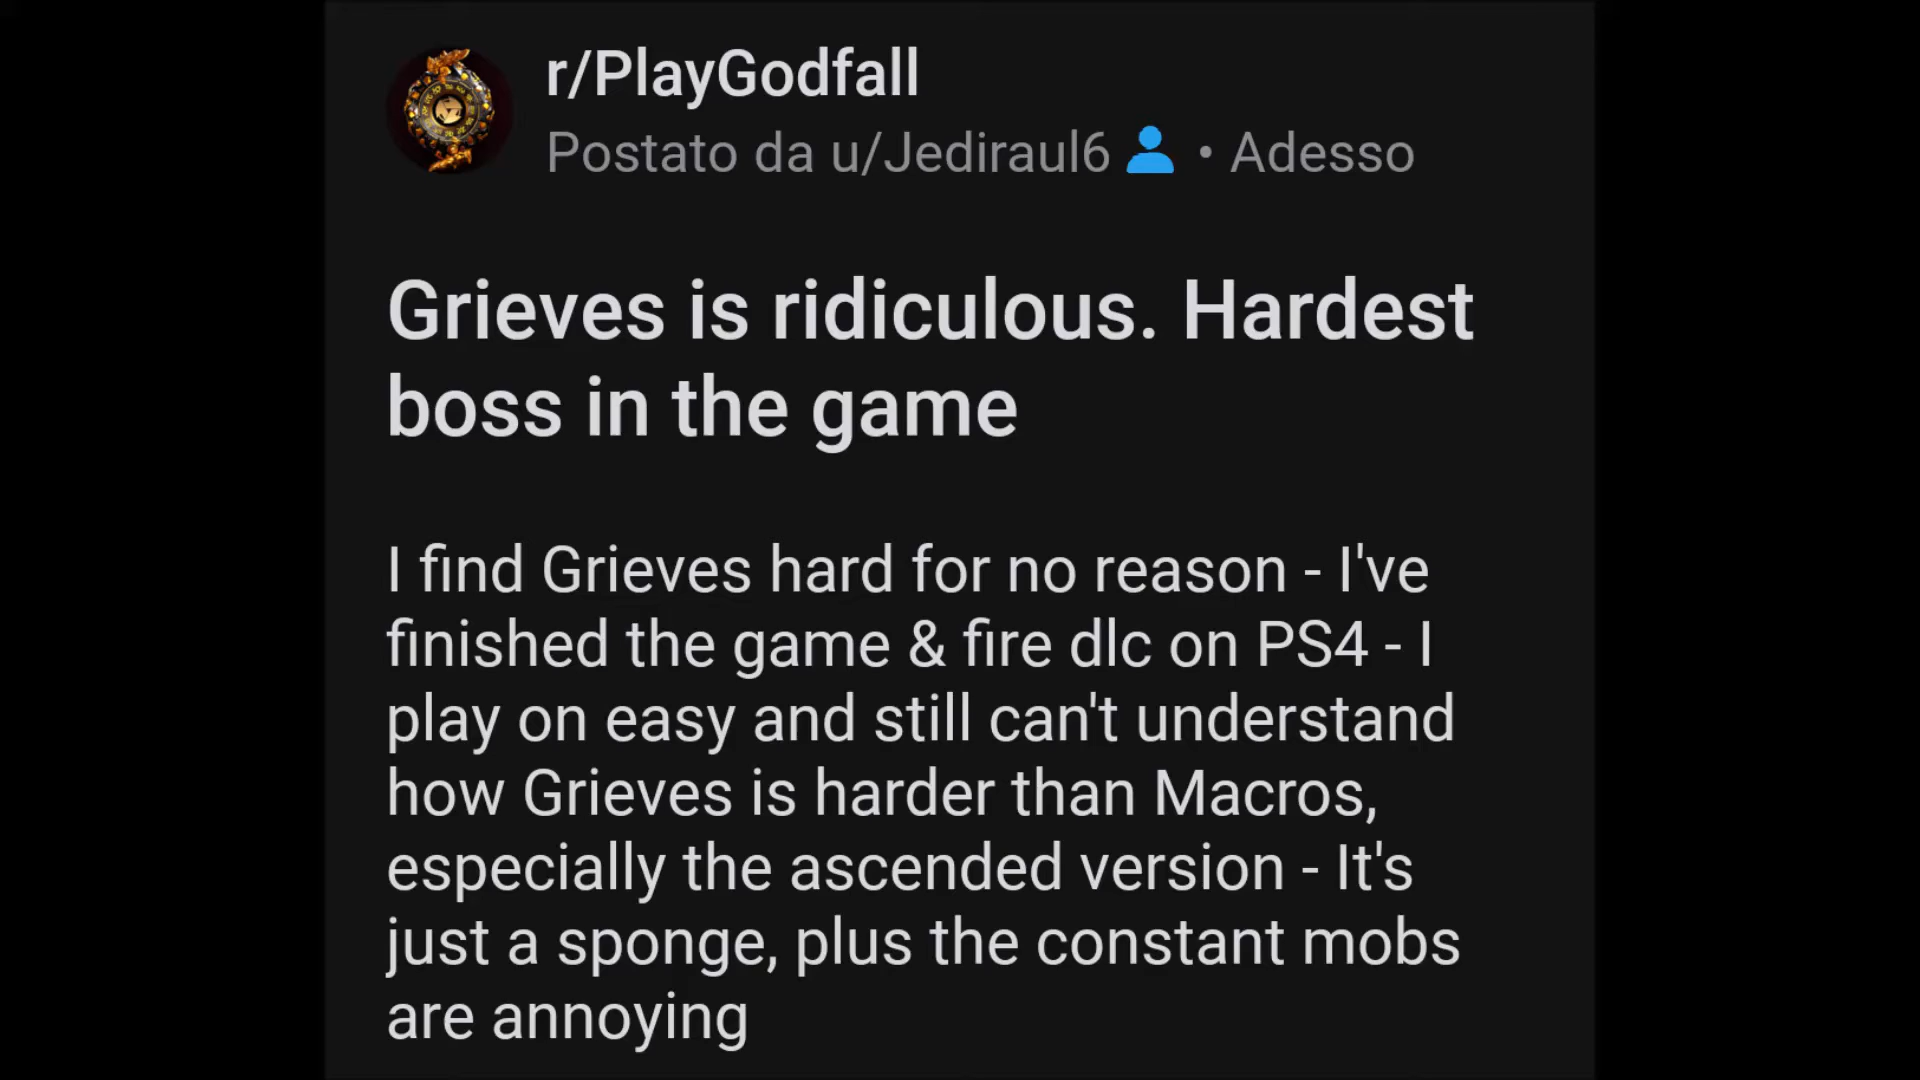 r/PlayGodfall
Postato da u/Jediraul6 • Adesso
Grieves is ridiculous. Hardest
boss in the game
I find Grieves hard for no reason - I've
finished the game & fire dlc on PS4 - I
play on easy and still can't understand
how Grieves is harder than Macros,
especially the ascended version - It's
just a sponge, plus the constant mobs
are annoying